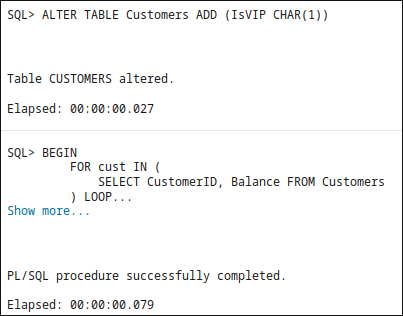 SQL> ALTER TABLE Customers ADD (IsVIP CHAR(1))
Table CUSTOMERS altered.
Elapsed: 00:00:00.027
SQL> BEGIN
FOR cust IN (
SELECT CustomerID, Balance FROM Customers
) LOOP...
Show more...
PL/SQL procedure successfully completed.
Elapsed: 00:00:00.079